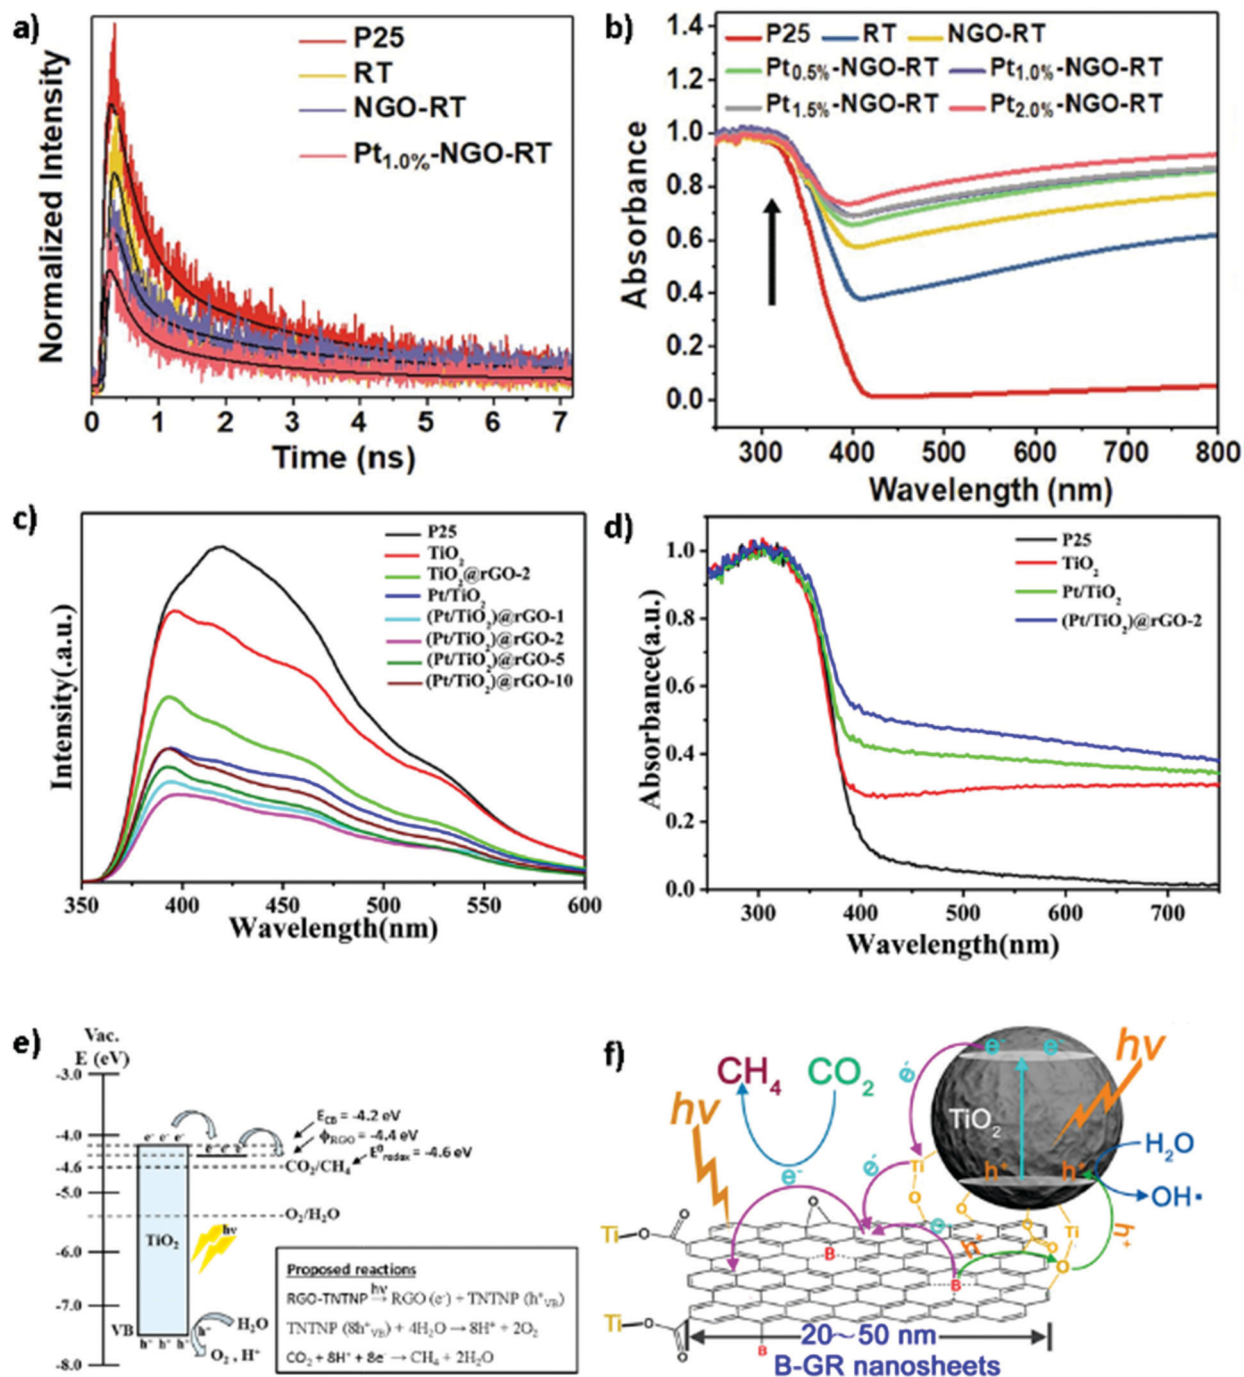 a)
P25
RT
NGO-RT
Pt1.0%-NGO-RT
Normalized Intensity
0 1 2 3 4 5 6 7
Time (ns)
b)
P25 RT NGO-RT
Pt0.5%-NGO-RT Pt1.0%-NGO-RT
Pt1.5%-NGO-RT Pt2.0%-NGO-RT
Absorbance
1.4
1.2
1.0
0.8
0.6
0.4
0.2
0.0
300 400 500 600 700 800
Wavelength (nm)
c)
P25
TiO2
TiO2@rGO-2
Pt/TiO2
(Pt/TiO2)@rGO-1
(Pt/TiO2)@rGO-2
(Pt/TiO2)@rGO-5
(Pt/TiO2)@rGO-10
Intensity(.a.u.)
350 400 450 500 550 600
Wavelength(nm)
d)
P25
TiO2
Pt/TiO2
(Pt/TiO2)@rGO-2
Absorbance(a.u.)
1.0
0.8
0.6
0.4
0.2
0.0
300 400 500 600 700
Wavelength(nm)
e)
Vac.
E (eV)
-3.0
-4.0
-4.6
-5.0
-6.0
-7.0
-8.0
e- e- e-
e- e- e-
ECB = -4.2 eV
ϕRGO = -4.4 eV
E0redox = -4.6 eV
CO2/CH4
O2/H2O
TiO2
hν
VB
h+ h+ h+
h+
H2O
O2 , H+
Proposed reactions
RGO-TNTNP hν→ RGO (e-) + TNTNP (h+VB)
TNTNP (8h+VB) + 4H2O → 8H+ + 2O2
CO2 + 8H+ + 8e- → CH4 + 2H2O
f)
CH4 CO2
hν
e-
e-
e-
e- e
hν
TiO2
h+ h+
H2O
OH•
h+
Ti
O
O
O
Ti
O
e
h+
O
B
B
B
Ti O
O
Ti O
O
20~50 nm
B-GR nanosheets